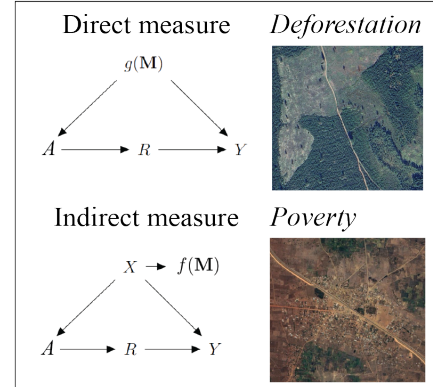 Direct measure Deforestation
g(M)
A R Y
Indirect measure Poverty
X f(M)
A R Y